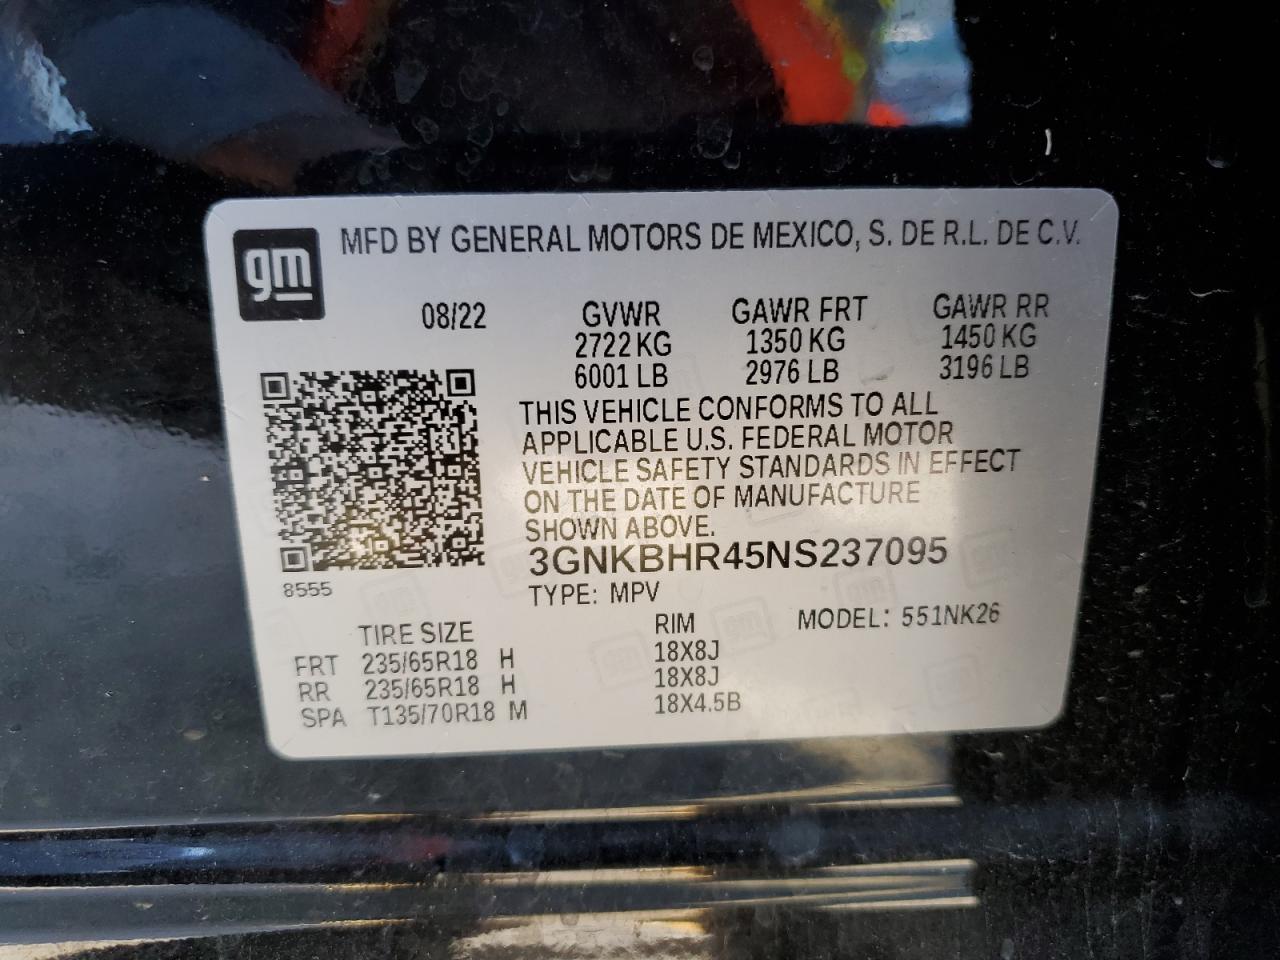 gm
MFD BY GENERAL MOTORS DE MEXICO, S. DE R.L. DE C.V.
08/22 GVWR GAWR FRT GAWR RR
2722 KG 1350 KG 1450 KG
6001 LB 2976 LB 3196 LB
THIS VEHICLE CONFORMS TO ALL
APPLICABLE U.S. FEDERAL MOTOR
VEHICLE SAFETY STANDARDS IN EFFECT
ON THE DATE OF MANUFACTURE
SHOWN ABOVE.
3GNKBHR45NS237095
8555
TYPE: MPV
TIRE SIZE RIM MODEL: 551NK26
FRT 235/65R18 H 18X8J
RR 235/65R18 H 18X8J
SPA T135/70R18 M 18X4.5B